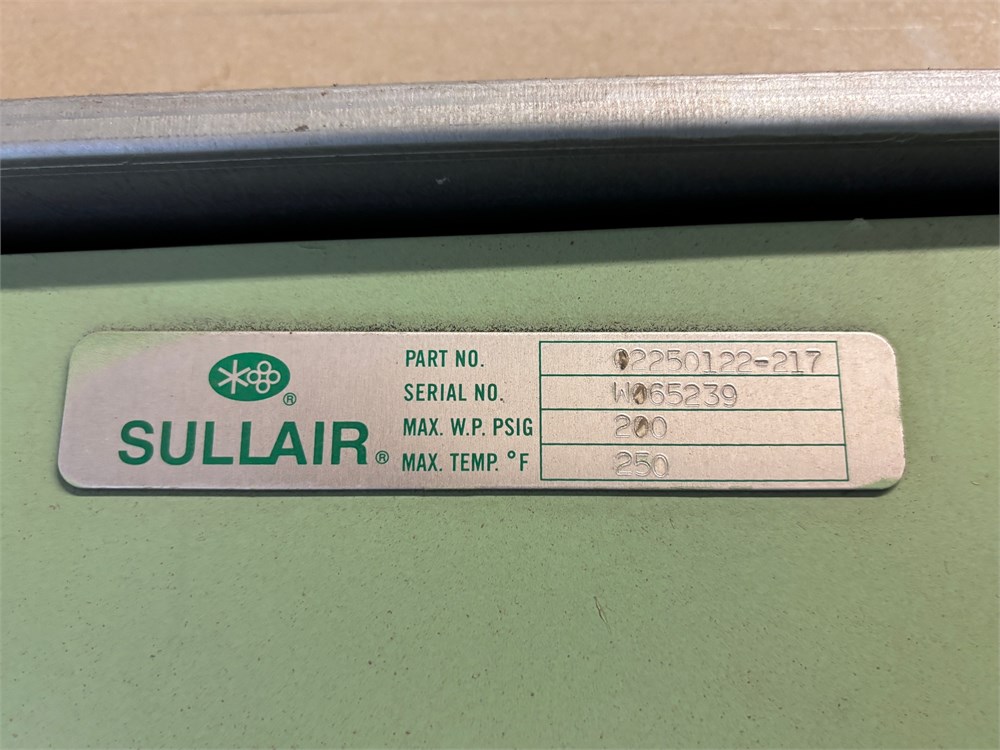 SULLAIR®
PART NO. 02250122-217
SERIAL NO. W065239
MAX. W.P. PSIG 200
MAX. TEMP. °F 250